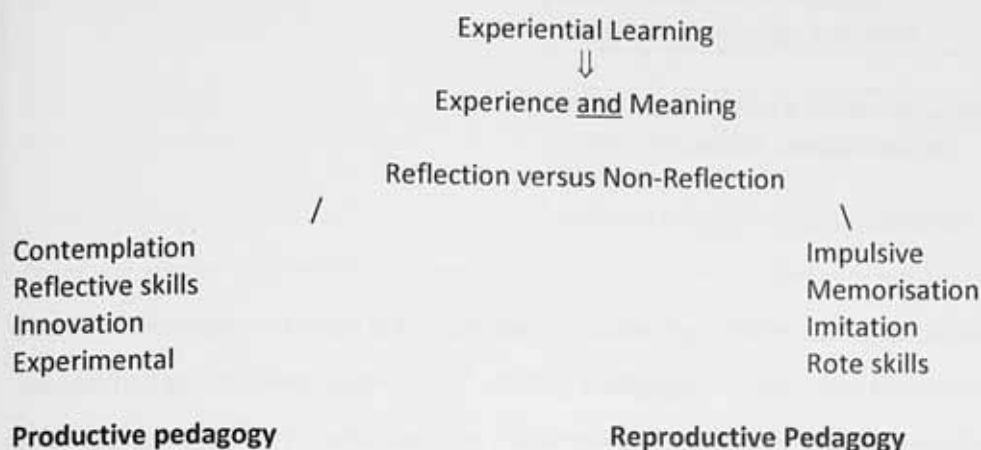 Experiential Learning
⇓
Experience and Meaning
Reflection versus Non-Reflection
/ \
Contemplation
Reflective skills
Innovation
Experimental
Productive pedagogy
Impulsive
Memorisation
Imitation
Rote skills
Reproductive Pedagogy